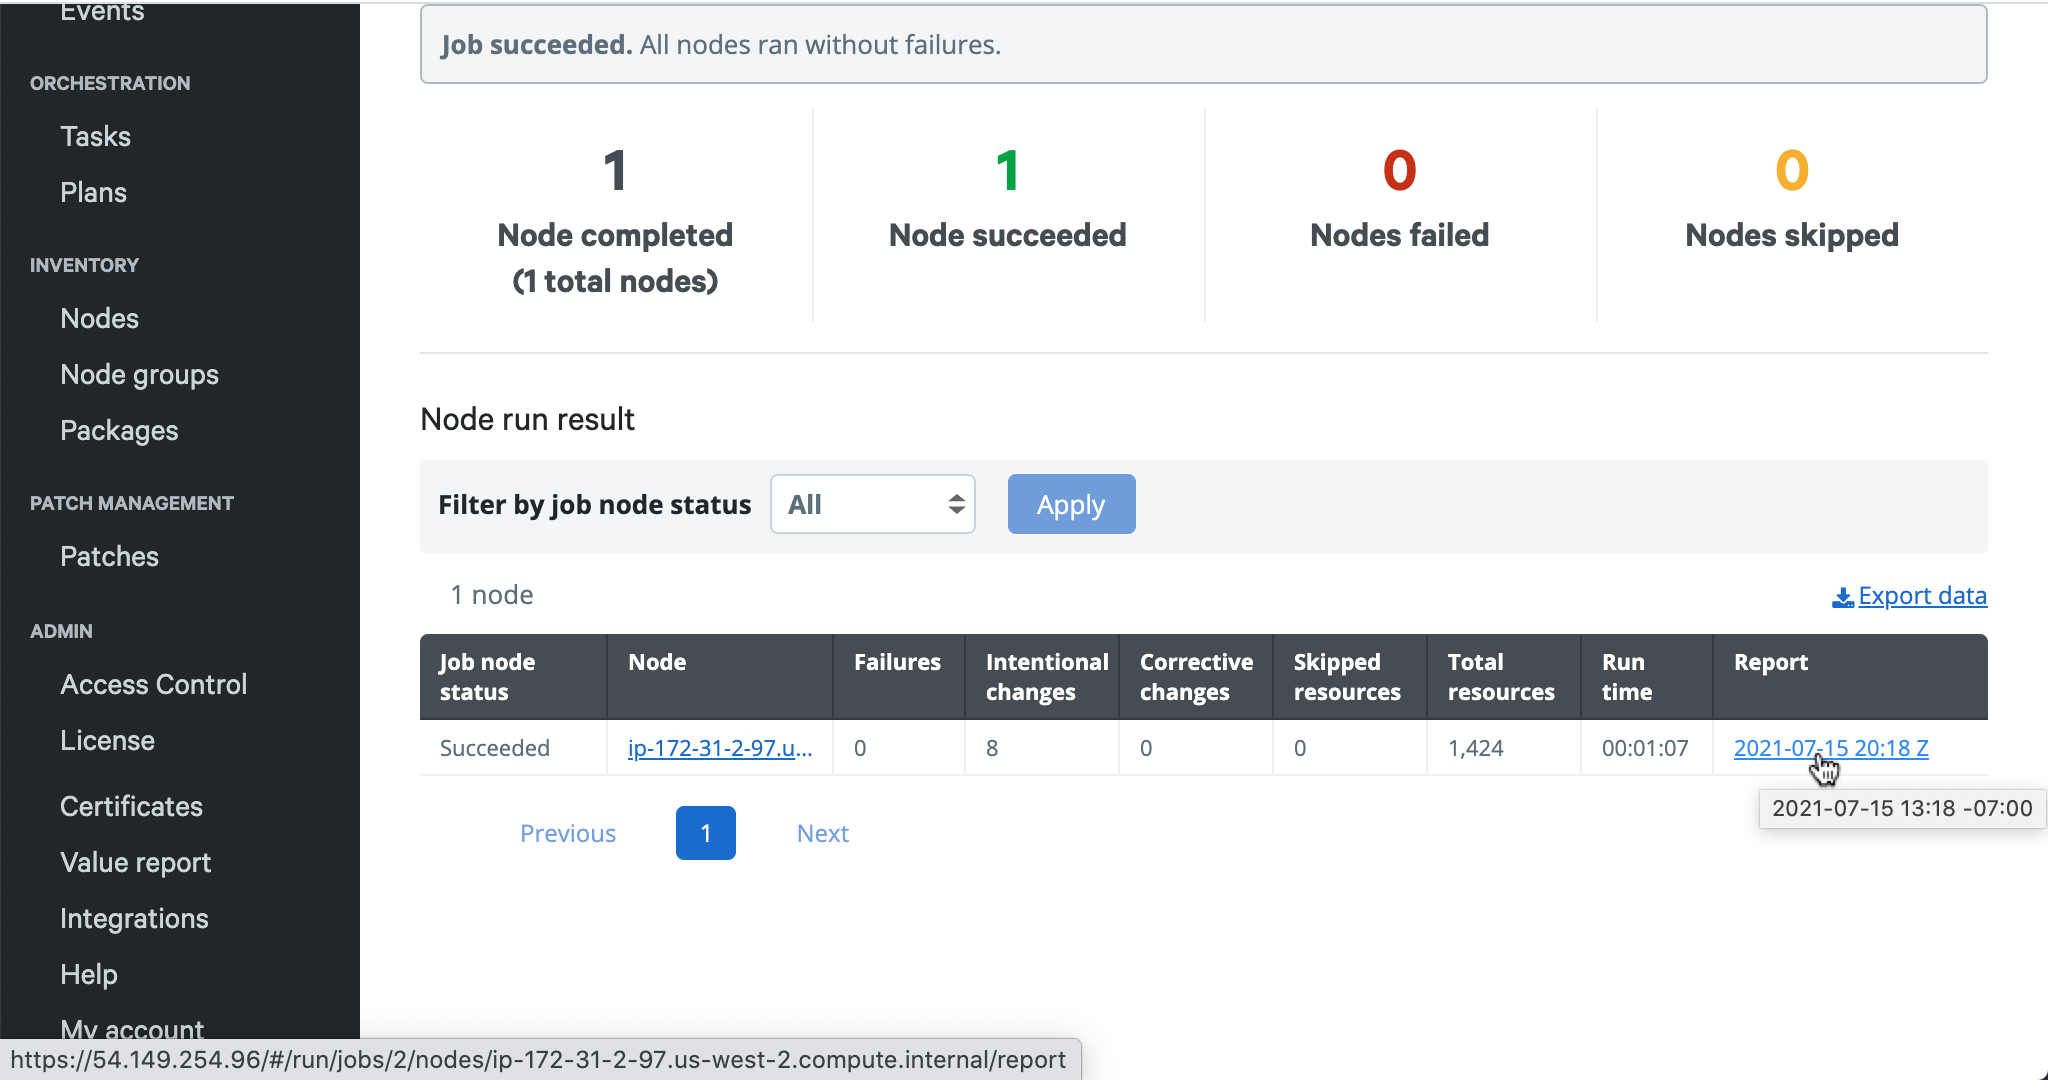 Events
ORCHESTRATION
Tasks
Plans
INVENTORY
Nodes
Node groups
Packages
PATCH MANAGEMENT
Patches
ADMIN
Access Control
License
Certificates
Value report
Integrations
Help
My account
Job succeeded. All nodes ran without failures.
1
Node completed
(1 total nodes)
1
Node succeeded
0
Nodes failed
0
Nodes skipped
Node run result
Filter by job node status All Apply
1 node
Export data
Job node status Node Failures Intentional changes Corrective changes Skipped resources Total resources Run time Report
Succeeded ip-172-31-2-97.u... 0 8 0 0 1,424 00:01:07 2021-07-15 20:18 Z
2021-07-15 13:18 -07:00
Previous 1 Next
https://54.149.254.96/#/run/jobs/2/nodes/ip-172-31-2-97.us-west-2.compute.internal/report